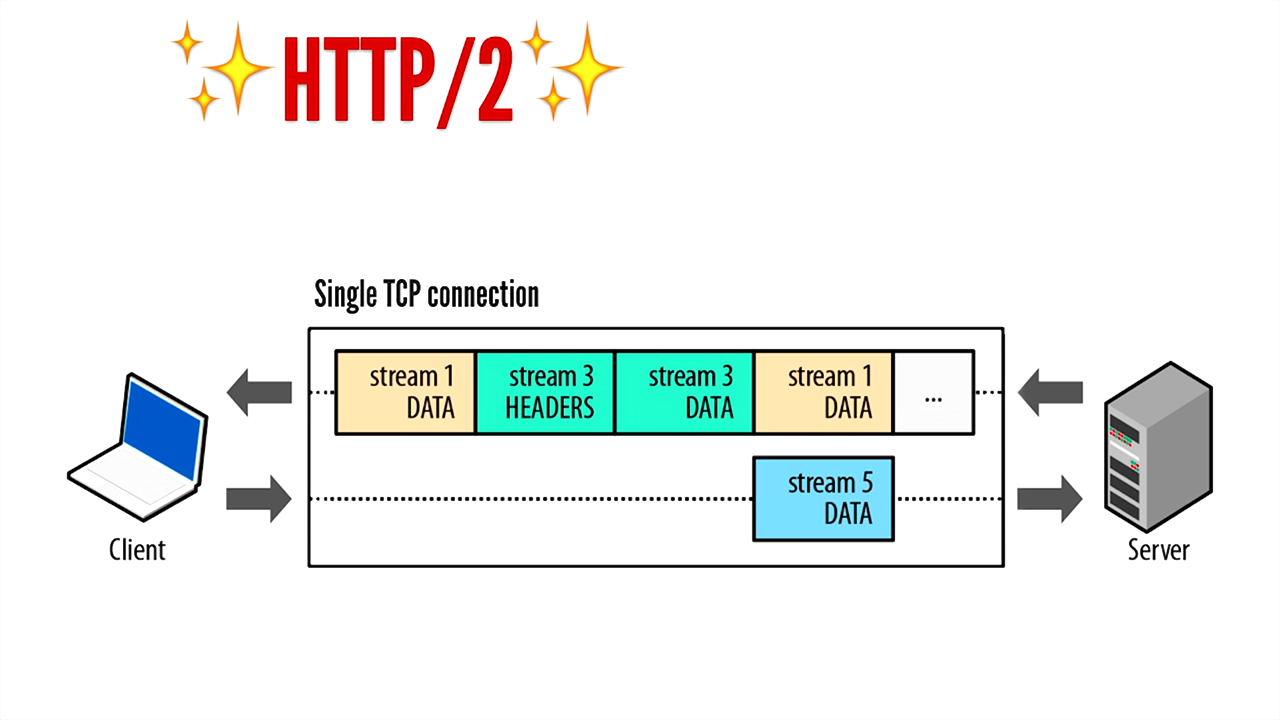 HTTP/2
Single TCP connection
stream 1
DATA
stream 3
HEADERS
stream 3
DATA
stream 1
DATA
...
stream 5
DATA
Client
Server